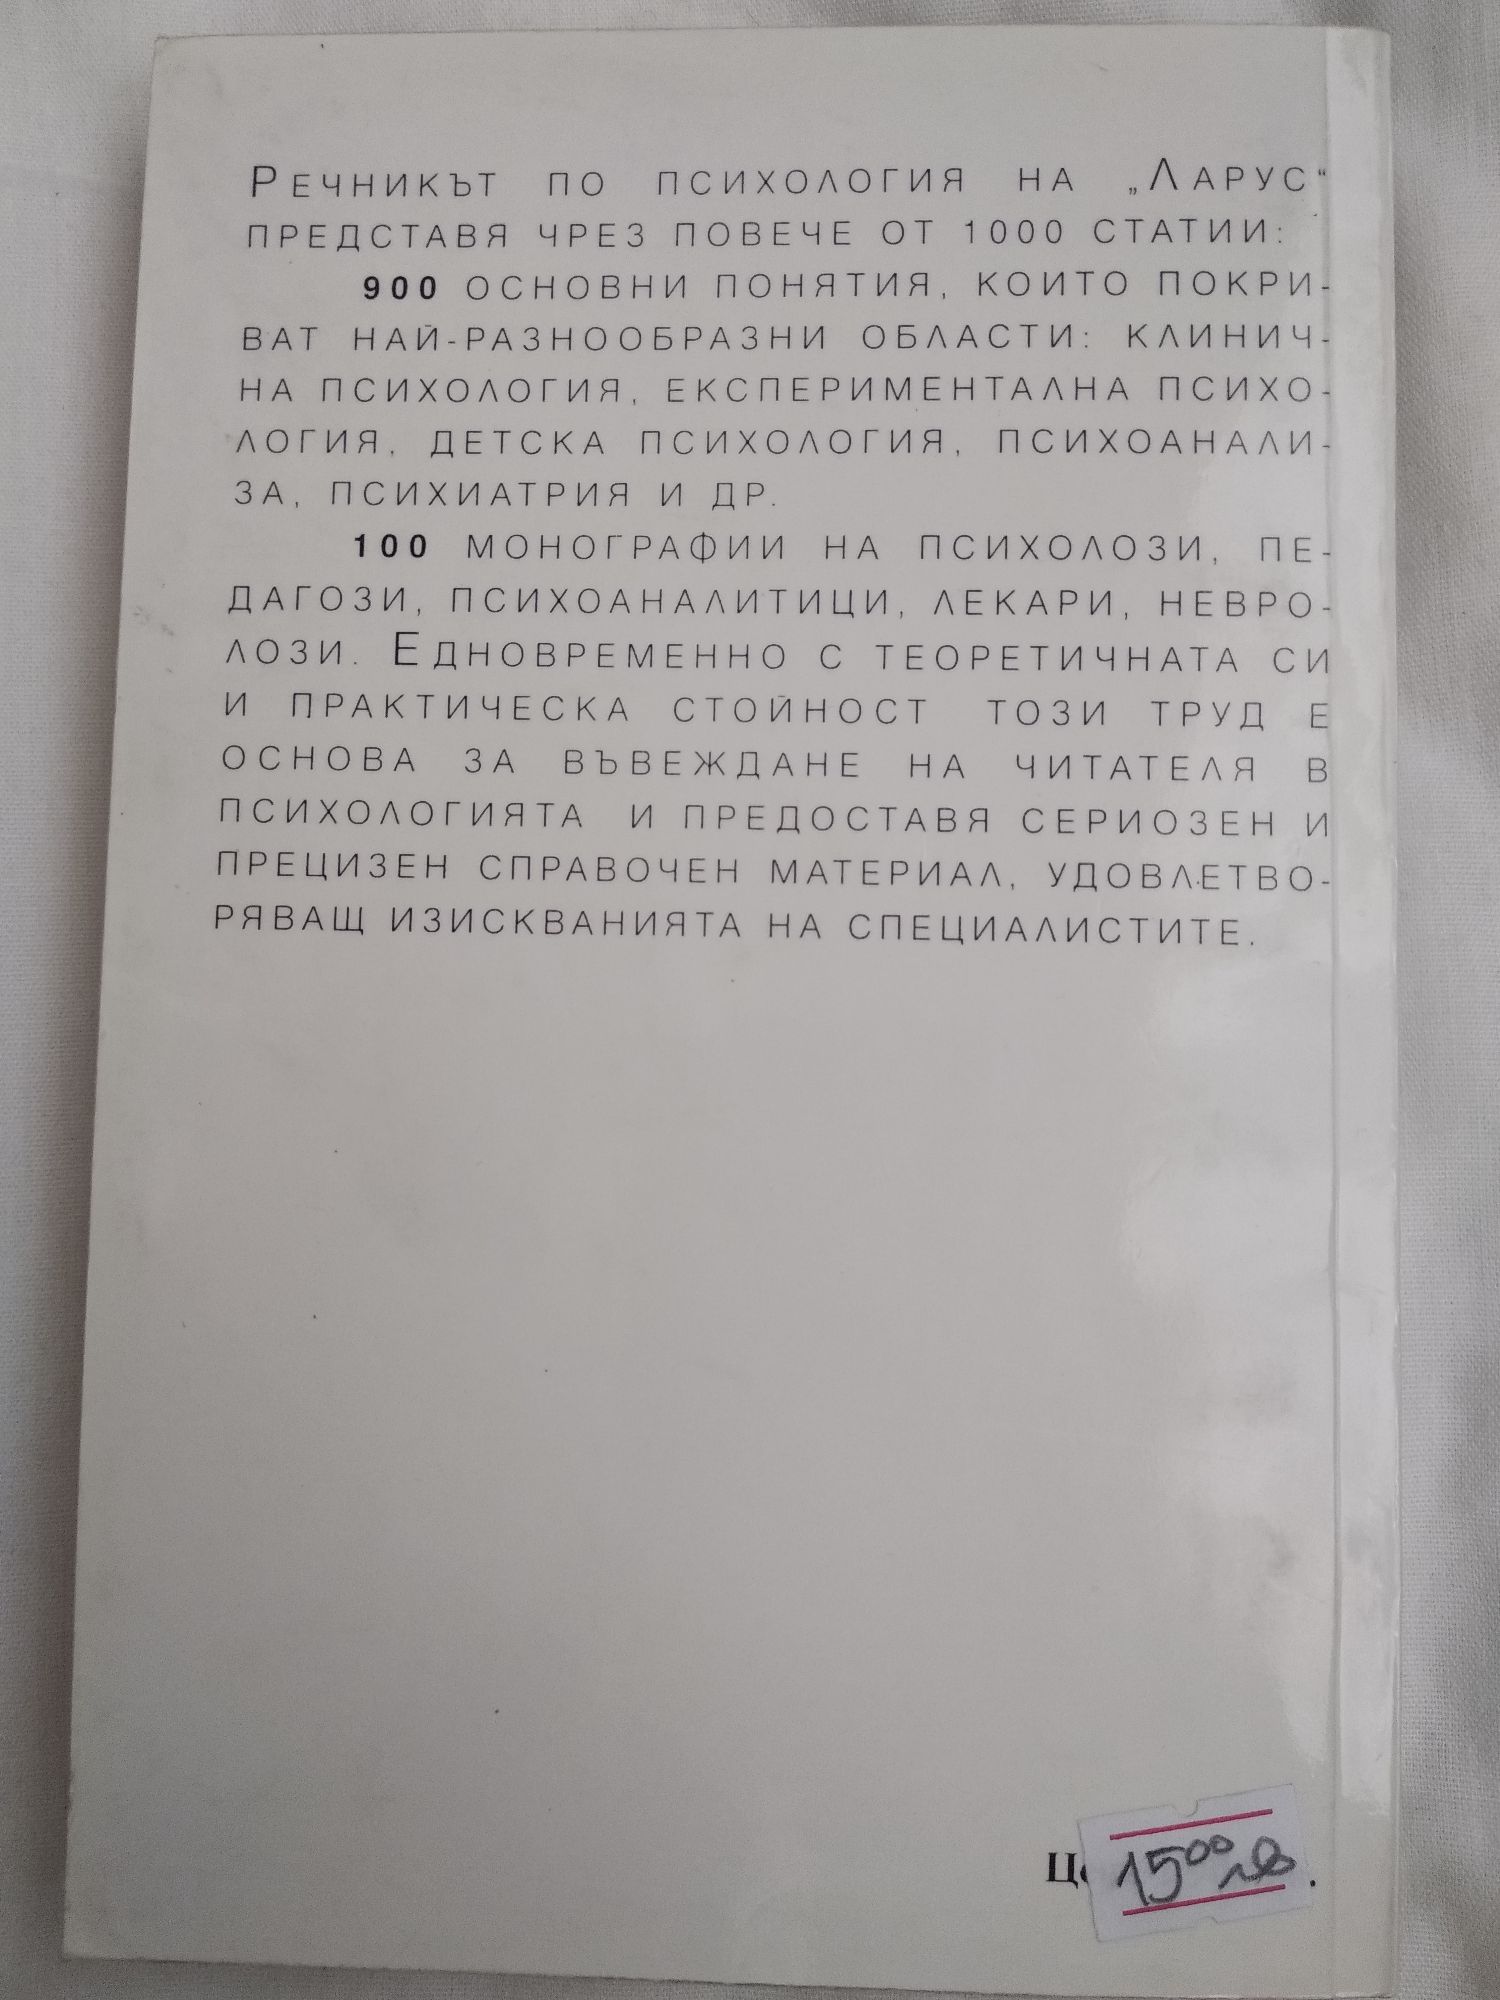 РЕЧНИКЪТ ПО ПСИХОЛОГИЯ НА „ЛАРУС“
ПРЕДСТАВЯ ЧРЕЗ ПОВЕЧЕ ОТ 1000 СТАТИИ:
900 ОСНОВНИ ПОНЯТИЯ, КОИТО ПОКРИ-
ВАТ НАЙ-РАЗНООБРАЗНИ ОБЛАСТИ: КЛИНИЧ-
НА ПСИХОЛОГИЯ, ЕКСПЕРИМЕНТАЛНА ПСИХО-
ЛОГИЯ, ДЕТСКА ПСИХОЛОГИЯ, ПСИХОАНАЛИ-
ЗА, ПСИХИАТРИЯ И ДР.
100 МОНОГРАФИИ НА ПСИХОЛОЗИ, ПЕ-
ДАГОЗИ, ПСИХОАНАЛИТИЦИ, ЛЕКАРИ, НЕВРО-
ЛОЗИ. ЕДНОВРЕМЕННО С ТЕОРЕТИЧНАТА СИ
И ПРАКТИЧЕСКА СТОЙНОСТ ТОЗИ ТРУД Е
ОСНОВА ЗА ВЪВЕЖДАНЕ НА ЧИТАТЕЛЯ В
ПСИХОЛОГИЯТА И ПРЕДОСТАВЯ СЕРИОЗЕН И
ПРЕЦИЗЕН СПРАВОЧЕН МАТЕРИАЛ, УДОВЛЕТВО-
РЯВАЩ ИЗИСКВАНИЯТА НА СПЕЦИАЛИСТИТЕ.
15 00 лв